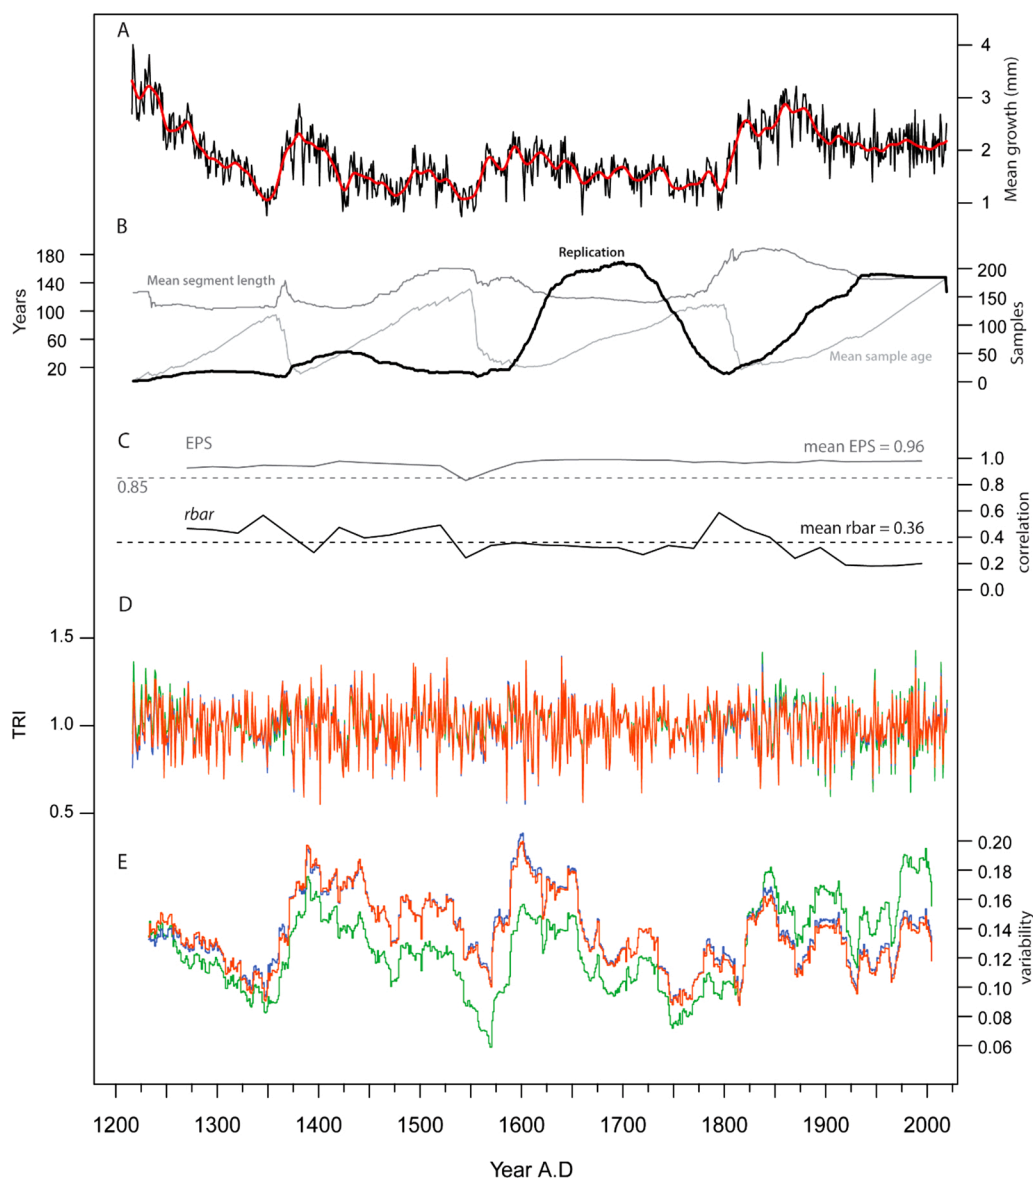 A
4
3
2
1
Mean growth (mm)
B
180
140
100
60
20
Years
Mean segment length
Replication
Mean sample age
200
150
100
50
0
Samples
C
EPS
mean EPS = 0.96
0.85
rbar
mean rbar = 0.36
1.0
0.8
0.6
0.4
0.2
0.0
correlation
D
1.5
1.0
0.5
TRI
E
0.20
0.18
0.16
0.14
0.12
0.10
0.08
0.06
variability
1200 1300 1400 1500 1600 1700 1800 1900 2000
Year A.D